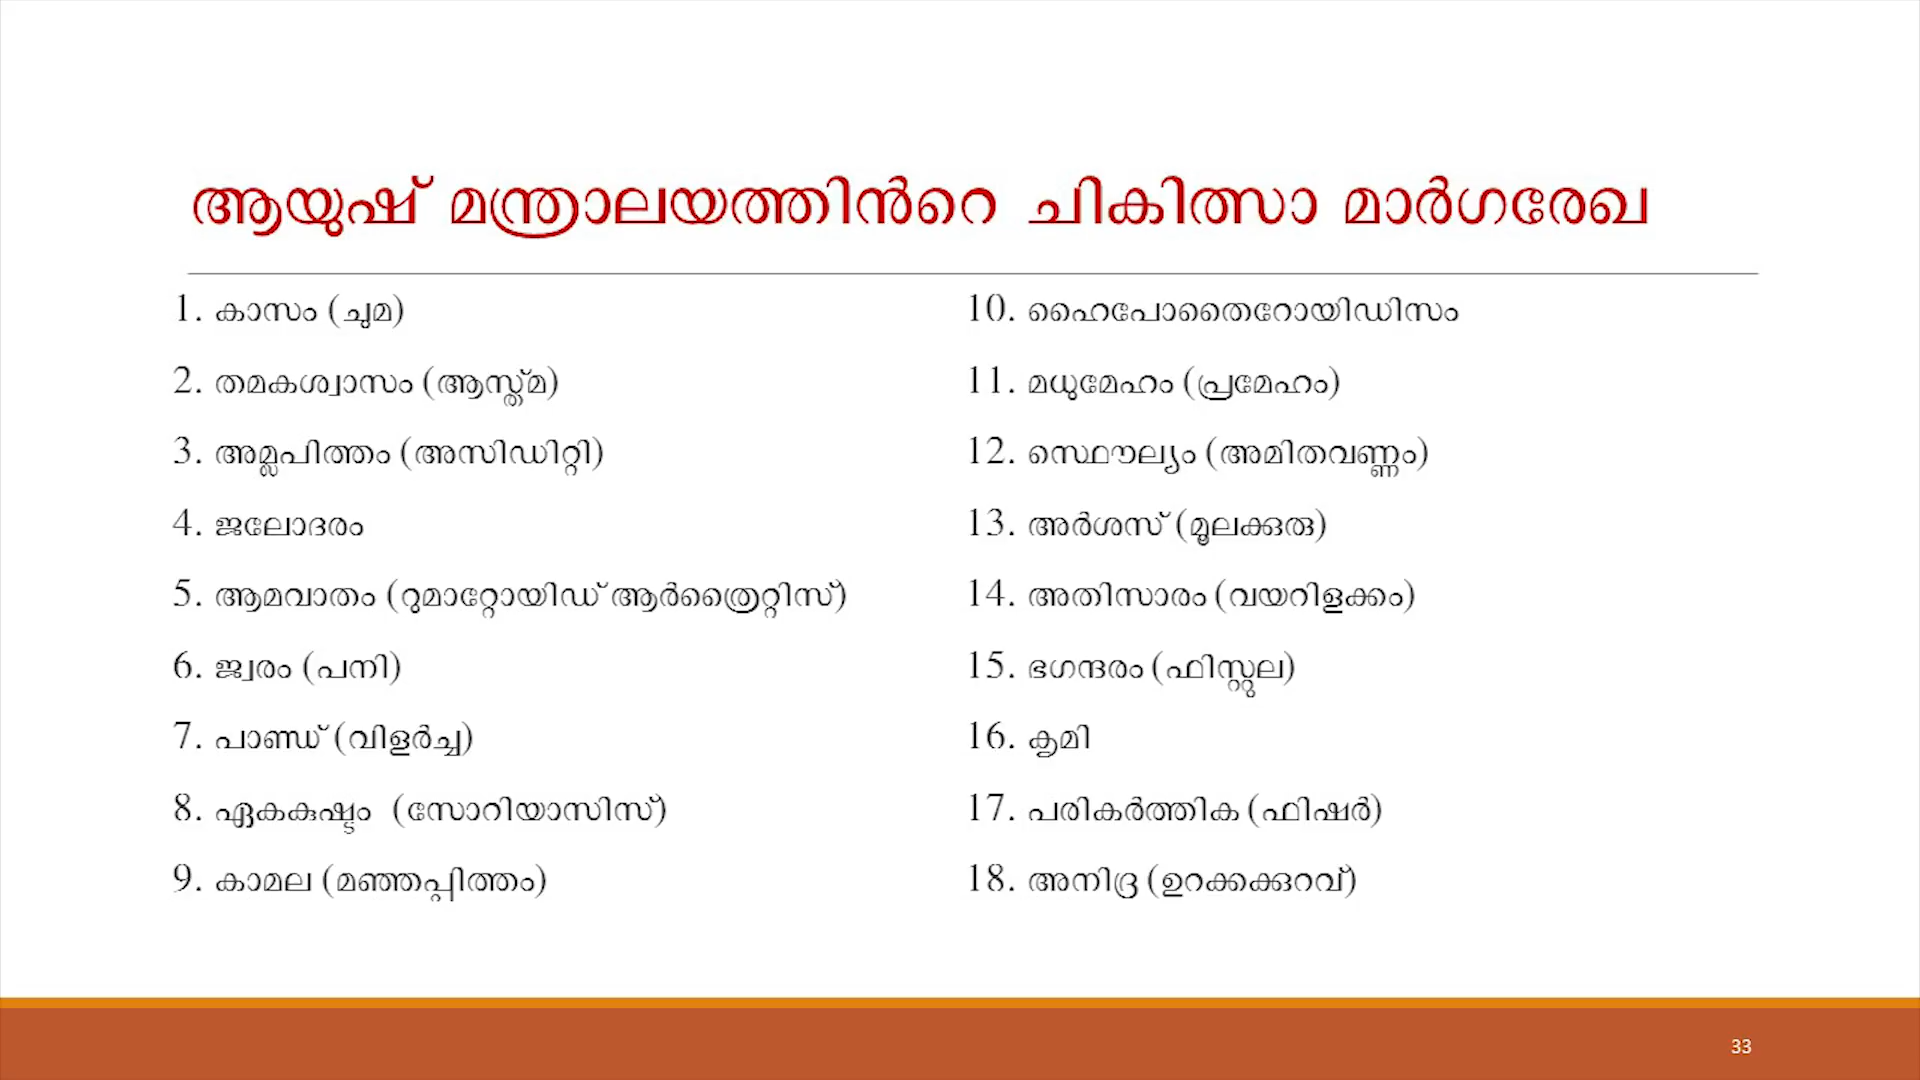 ആയുഷ് മന്ത്രാലയത്തിൻറെ ചികിത്സാ മാർഗരേഖ
1. കാസം (ചുമ)
2. തമകശ്വാസം (ആസ്ത്മ)
3. അമ്ലപിത്തം (അസിഡിറ്റി)
4. ജലോദരം
5. ആമവാതം (റുമാറ്റോയിഡ് ആർത്രൈറ്റിസ്)
6. ജ്വരം (പനി)
7. പാണ്ഡ് (വിളർച്ച)
8. ഏകകുഷ്ടം (സോറിയാസിസ്)
9. കാമല (മഞ്ഞപ്പിത്തം)
10. ഹൈപോതൈറോയിഡിസം
11. മധുമേഹം (പ്രമേഹം)
12. സ്ഥൌല്യം (അമിതവണ്ണം)
13. അർശസ് (മൂലക്കുരു)
14. അതിസാരം (വയറിളക്കം)
15. ഭഗന്ദരം (ഫിസ്റ്റുല)
16. കൃമി
17. പരികർത്തിക (ഫിഷർ)
18. അനിദ്ര (ഉറക്കക്കുറവ്)
33